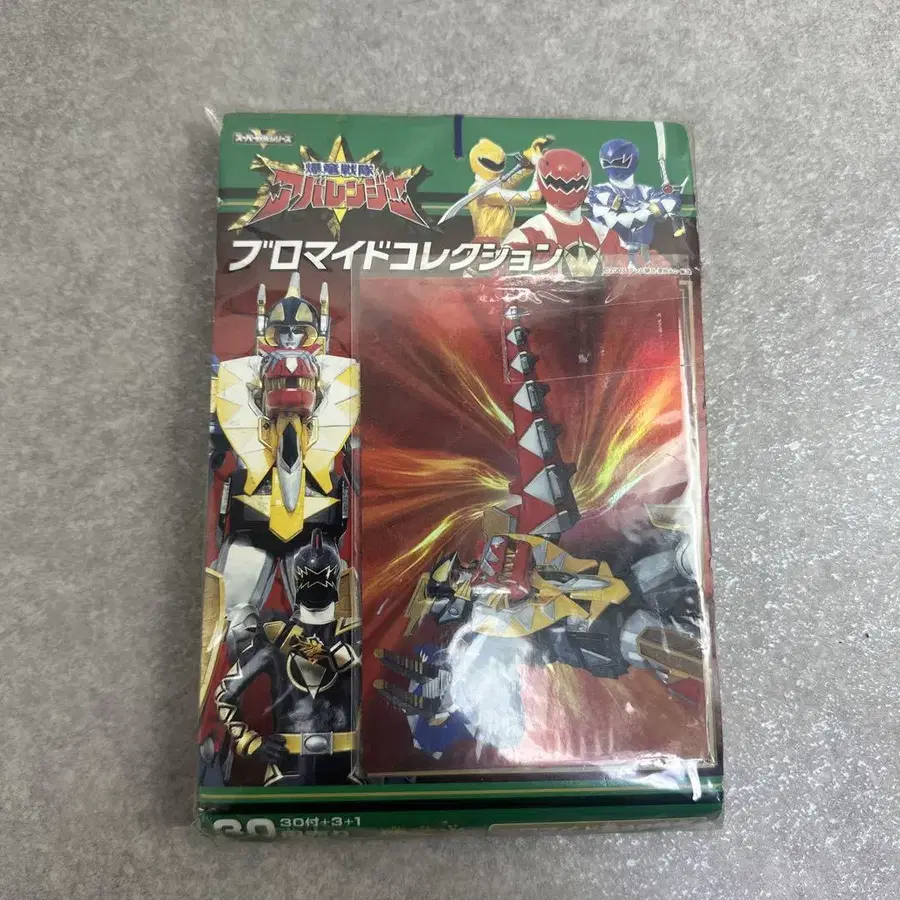 スーパー戦隊シリーズ
爆竜戦隊
アバレンジャー
ブロマイドコレクション
30付+3+1
30